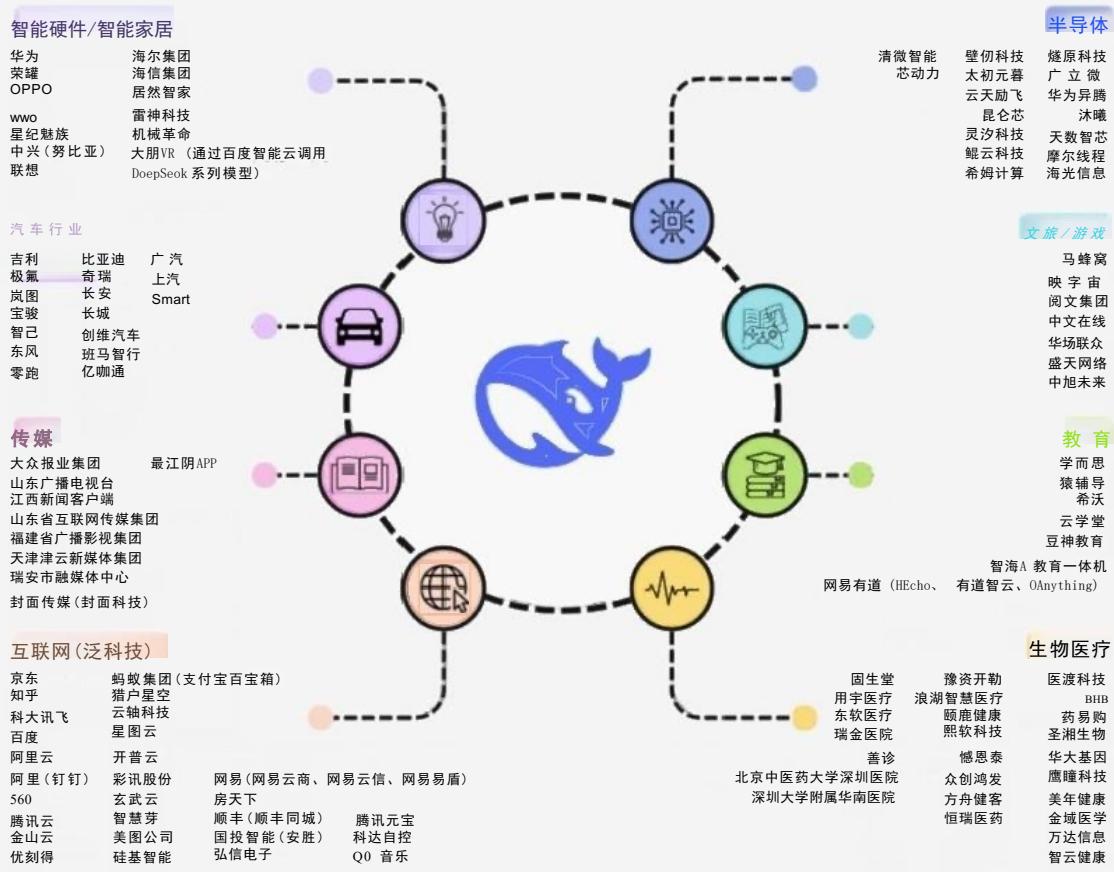 智能硬件/智能家居
华为 海尔集团
荣罐 海信集团
OPPO 居然智家
wwo 雷神科技
星纪魅族 机械革命
中兴(努比亚) 大朋VR (通过百度智能云调用
联想 DoepSeok 系列模型)
汽车行业
吉利 比亚迪 广 汽
极氪 奇瑞 上汽
岚图 长安 Smart
宝骏 长城
智己 创维汽车
东风 班马智行
零跑 亿咖通
传媒
大众报业集团 最江阴APP
山东广播电视台
江西新闻客户端
山东省互联网传媒集团
福建省广播影视集团
天津津云新媒体集团
瑞安市融媒体中心
封面传媒(封面科技)
互联网(泛科技)
京东 蚂蚁集团(支付宝百宝箱)
知乎 猎户星空
科大讯飞 云轴科技
百度 星图云
阿里云 开普云
阿里(钉钉) 彩讯股份 网易(网易云商、网易云信、网易易盾)
560 玄武云 房天下
腾讯云 智慧芽 顺丰(顺丰同城) 腾讯元宝
金山云 美图公司 国投智能(安胜) 科达自控
优刻得 硅基智能 弘信电子 Q0 音乐
半导体
清微智能 壁仞科技 燧原科技
芯动力 太初元暮 广 立 微
云天励飞 华为异腾
昆仑芯 沐曦
灵汐科技 天数智芯
鲲云科技 摩尔线程
希姆计算 海光信息
文旅/游戏
马蜂窝
映 字 宙
阅文集团
中文在线
华场联众
盛天网络
中旭未来
教 育
学而思
猿辅导
希沃
云学堂
豆神教育
智海A 教育一体机
网易有道 (HEcho、 有道智云、OAnything)
生物医疗
固生堂 豫资开勒 医渡科技
用宇医疗 浪湖智慧医疗 BHB
东软医疗 颐鹿健康 药易购
瑞金医院 熙软科技 圣湘生物
善诊 憾恩泰 华大基因
北京中医药大学深圳医院 众创鸿发 鹰瞳科技
深圳大学附属华南医院 方舟健客 美年健康
恒瑞医药 金域医学
万达信息
智云健康